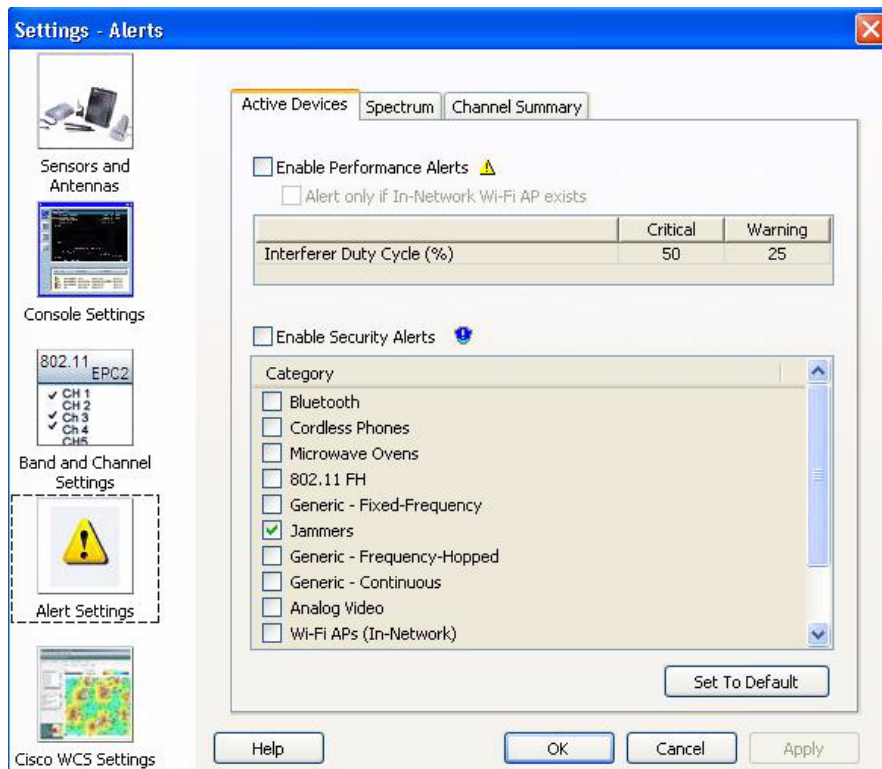 Settings - Alerts
Sensors and
Antennas
Console Settings
802.11
EPC2
CH 1
CH 2
Ch 3
Ch 4
CH5
Band and Channel
Settings
Alert Settings
Cisco WCS Settings
Active Devices
Spectrum
Channel Summary
Enable Performance Alerts
Alert only if In-Network Wi-Fi AP exists
Critical Warning
Interferer Duty Cycle (%) 50 25
Enable Security Alerts
Category
Bluetooth
Cordless Phones
Microwave Ovens
802.11 FH
Generic - Fixed-Frequency
Jammers
Generic - Frequency-Hopped
Generic - Continuous
Analog Video
Wi-Fi APs (In-Network)
Set To Default
Help
OK
Cancel
Apply